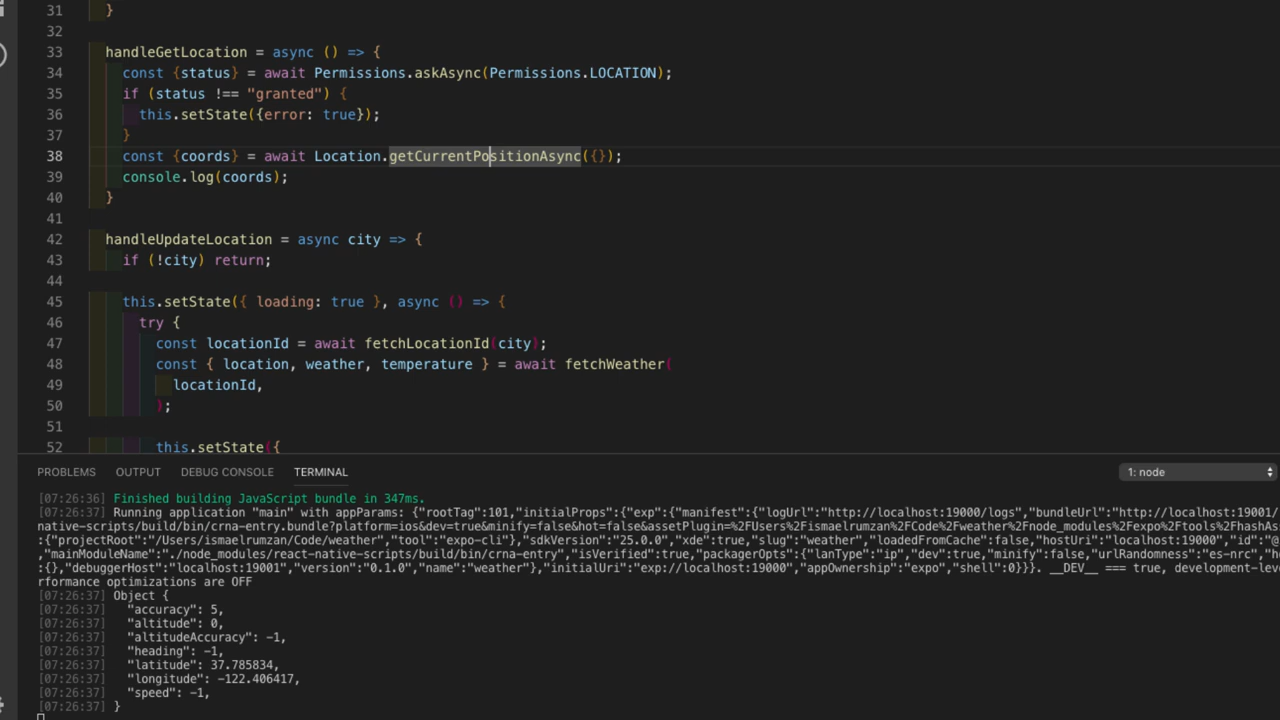 31 }
32
33 handleGetLocation = async () => {
34 const {status} = await Permissions.askAsync(Permissions.LOCATION);
35 if (status !== "granted") {
36 this.setState({error: true});
37 }
38 const {coords} = await Location.getCurrentPositionAsync({});
39 console.log(coords);
40 }
41
42 handleUpdateLocation = async city => {
43 if (!city) return;
44
45 this.setState({ loading: true }, async () => {
46 try {
47 const locationId = await fetchLocationId(city);
48 const { location, weather, temperature } = await fetchWeather(
49 locationId,
50 );
51
52 this.setState({
PROBLEMS OUTPUT DEBUG CONSOLE TERMINAL 1: node
[07:26:36] Finished building JavaScript bundle in 347ms.
[07:26:37] Running application "main" with appParams: {"rootTag":101,"initialProps":{"exp":{"manifest":{"logUrl":"http://localhost:19000/logs","bundleUrl":"http://localhost:19001/
native-scripts/build/bin/crna-entry.bundle?platform=ios&dev=true&minify=false&hot=false&assetPlugin=%2FUsers%2Fismaelrumzan%2FCode%2Fweather%2Fnode_modules%2Fexpo%2Ftools%2FhashAs
:{"projectRoot":"/Users/ismaelrumzan/Code/weather","tool":"expo-cli"},"sdkVersion":"25.0.0","xde":true,"slug":"weather","loadedFromCache":false,"hostUri":"localhost:19000","id":"@
,"mainModuleName":"./node_modules/react-native-scripts/build/bin/crna-entry","isVerified":true,"packagerOpts":{"lanType":"ip","dev":true,"minify":false,"urlRandomness":"es-nrc","h
:{},"debuggerHost":"localhost:19001","version":"0.1.0","name":"weather"},"initialUri":"exp://localhost:19000","appOwnership":"expo","shell":0}}}. __DEV__ === true, development-lev
rformance optimizations are OFF
[07:26:37] Object {
[07:26:37] "accuracy": 5,
[07:26:37] "altitude": 0,
[07:26:37] "altitudeAccuracy": -1,
[07:26:37] "heading": -1,
[07:26:37] "latitude": 37.785834,
[07:26:37] "longitude": -122.406417,
[07:26:37] "speed": -1,
[07:26:37] }